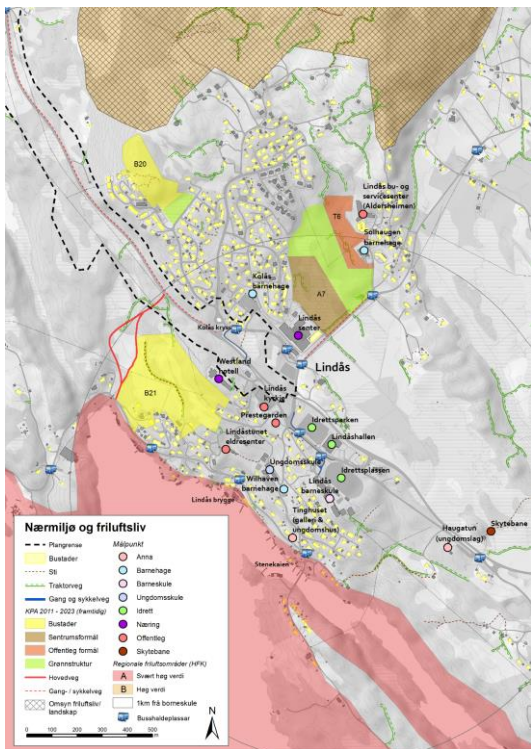 B20
T8
Lindås bu- og
servicesenter
(Aldersheimen)
Solhaugen
barnehage
Kolås
barnehage
A7
Lindås
senter
Kolås kryss
Westland
hotell
Lindås
B21
Lindås
kyrkje
Prestegarden
Idrettsparken
Lindåshallen
Lindåstunet
eldresenter
Ungdomsskule
Idrettsplassen
Wilhaven
barnehage
Lindås
barneskule
Lindås brygge
Tinghuset
(galleri &
ungdomshus)
Skytebane
Haugatun
(ungdomslag)
Stenekaien
Nærmiljø og friluftsliv
Plangrense
Bustader
Sti
Traktorveg
Gang og sykkelveg
KPA 2011 - 2023 (framtidig)
Bustader
Sentrumsformål
Offentleg formål
Grønnstruktur
Hovedveg
Gang- / sykkelveg
Omsyn friluftsliv/
landskap
Målpunkt
Anna
Barnehage
Barneskule
Ungdomsskule
Idrett
Næring
Offentleg
Skytebane
Regionale friluftsområder (HFK)
A Svært høg verdi
B Høg verdi
1km frå borneskule
Busshaldeplassar
0 100 200 300 400 500
m
N